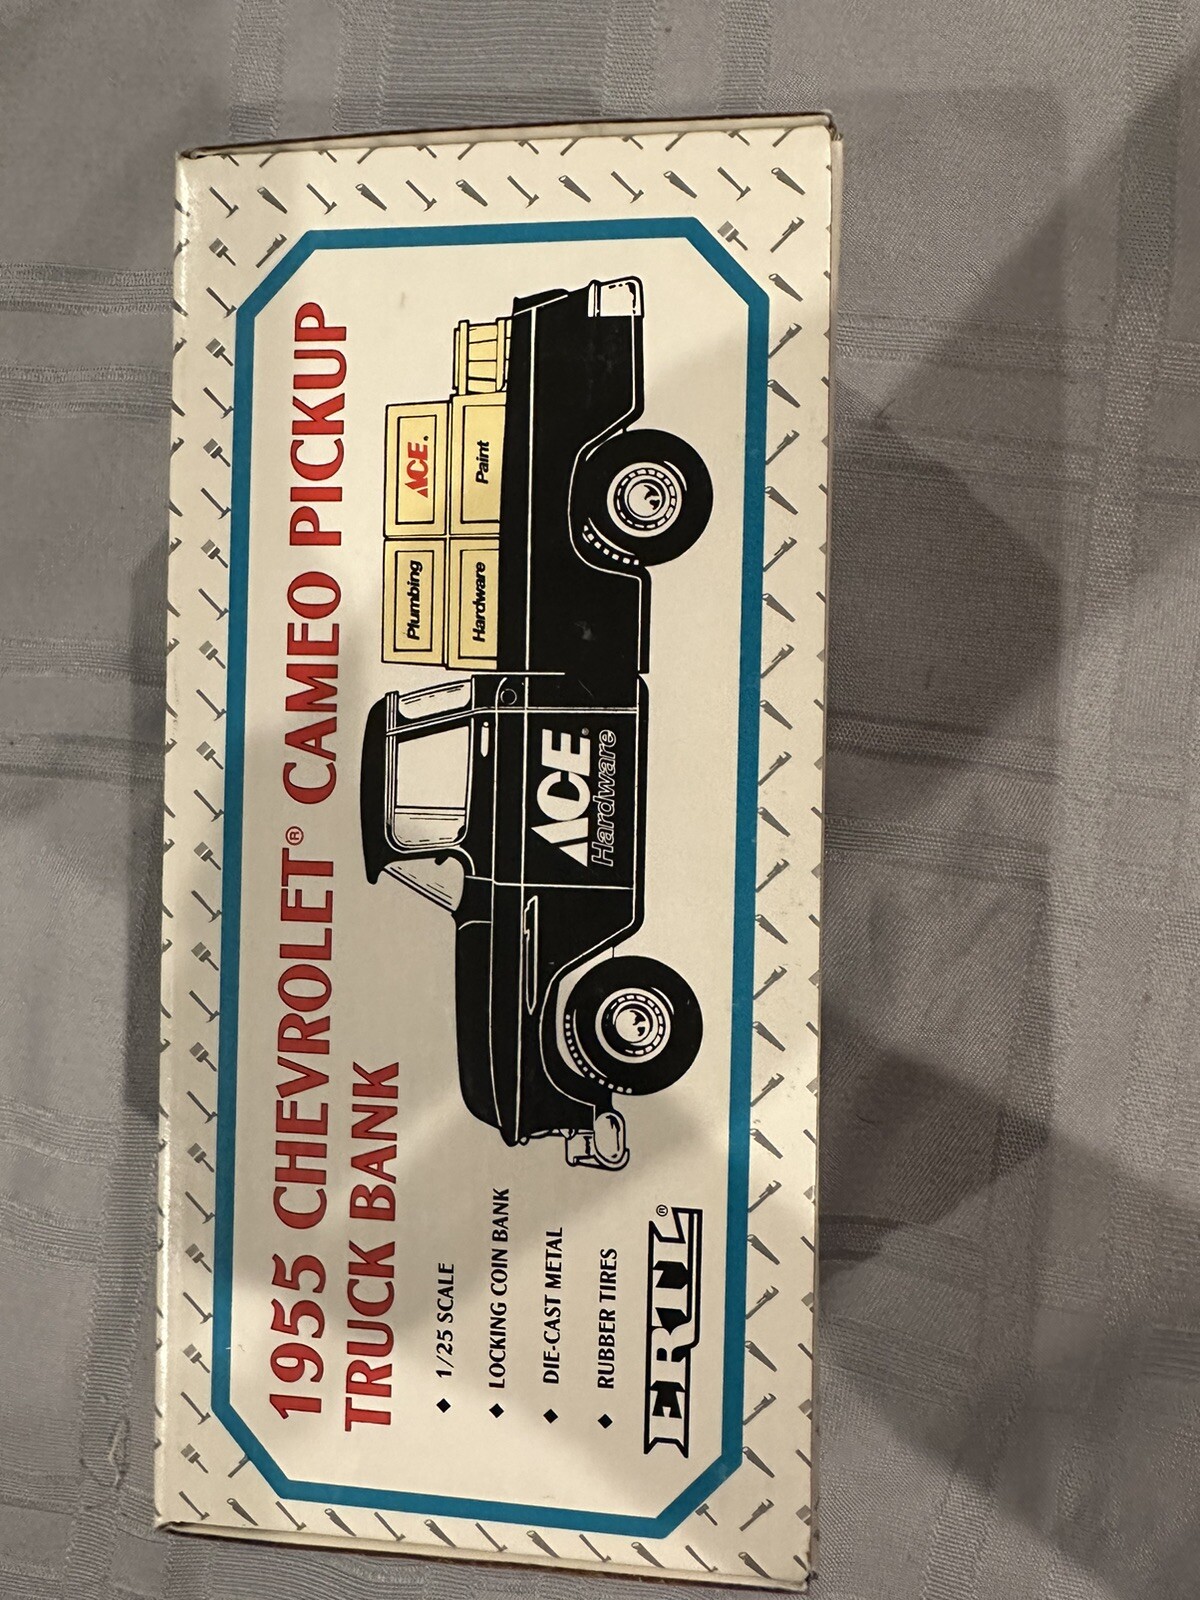 1955 CHEVROLET® CAMEO PICKUP
TRUCK BANK
◆ 1/25 SCALE
◆ LOCKING COIN BANK
◆ DIE-CAST METAL
◆ RUBBER TIRES
ERTL®
Plumbing
ACE®
Hardware
Paint
ACE®
Hardware